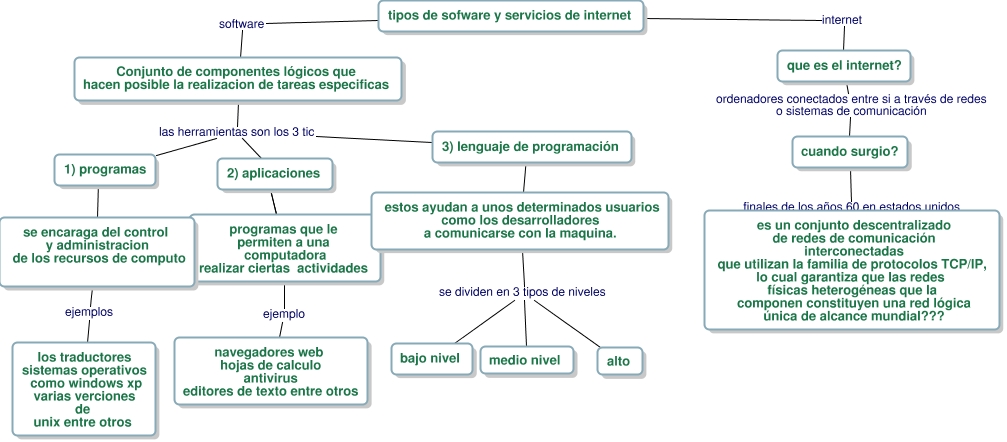 tipos de sofware y servicios de internet
software
internet
Conjunto de componentes lógicos que
hacen posible la realizacion de tareas especificas
que es el internet?
ordenadores conectados entre si a través de redes
o sistemas de comunicación
las herramientas son los 3 tic
3) lenguaje de programación
cuando surgio?
1) programas
2) aplicaciones
estos ayudan a unos determinados usuarios
como los desarrolladores
a comunicarse con la maquina.
finales de los años 60 en estados unidos
se encaraga del control
y administracion
de los recursos de computo
programas que le
permiten a una
computadora
realizar ciertas actividades
es un conjunto descentralizado
de redes de comunicación
interconectadas
que utilizan la familia de protocolos TCP/IP,
lo cual garantiza que las redes
físicas heterogéneas que la
componen constituyen una red lógica
única de alcance mundial???
se dividen en 3 tipos de niveles
ejemplos
ejemplo
los traductores
sistemas operativos
como windows xp
varias verciones
de
unix entre otros
navegadores web
hojas de calculo
antivirus
editores de texto entre otros
bajo nivel
medio nivel
alto